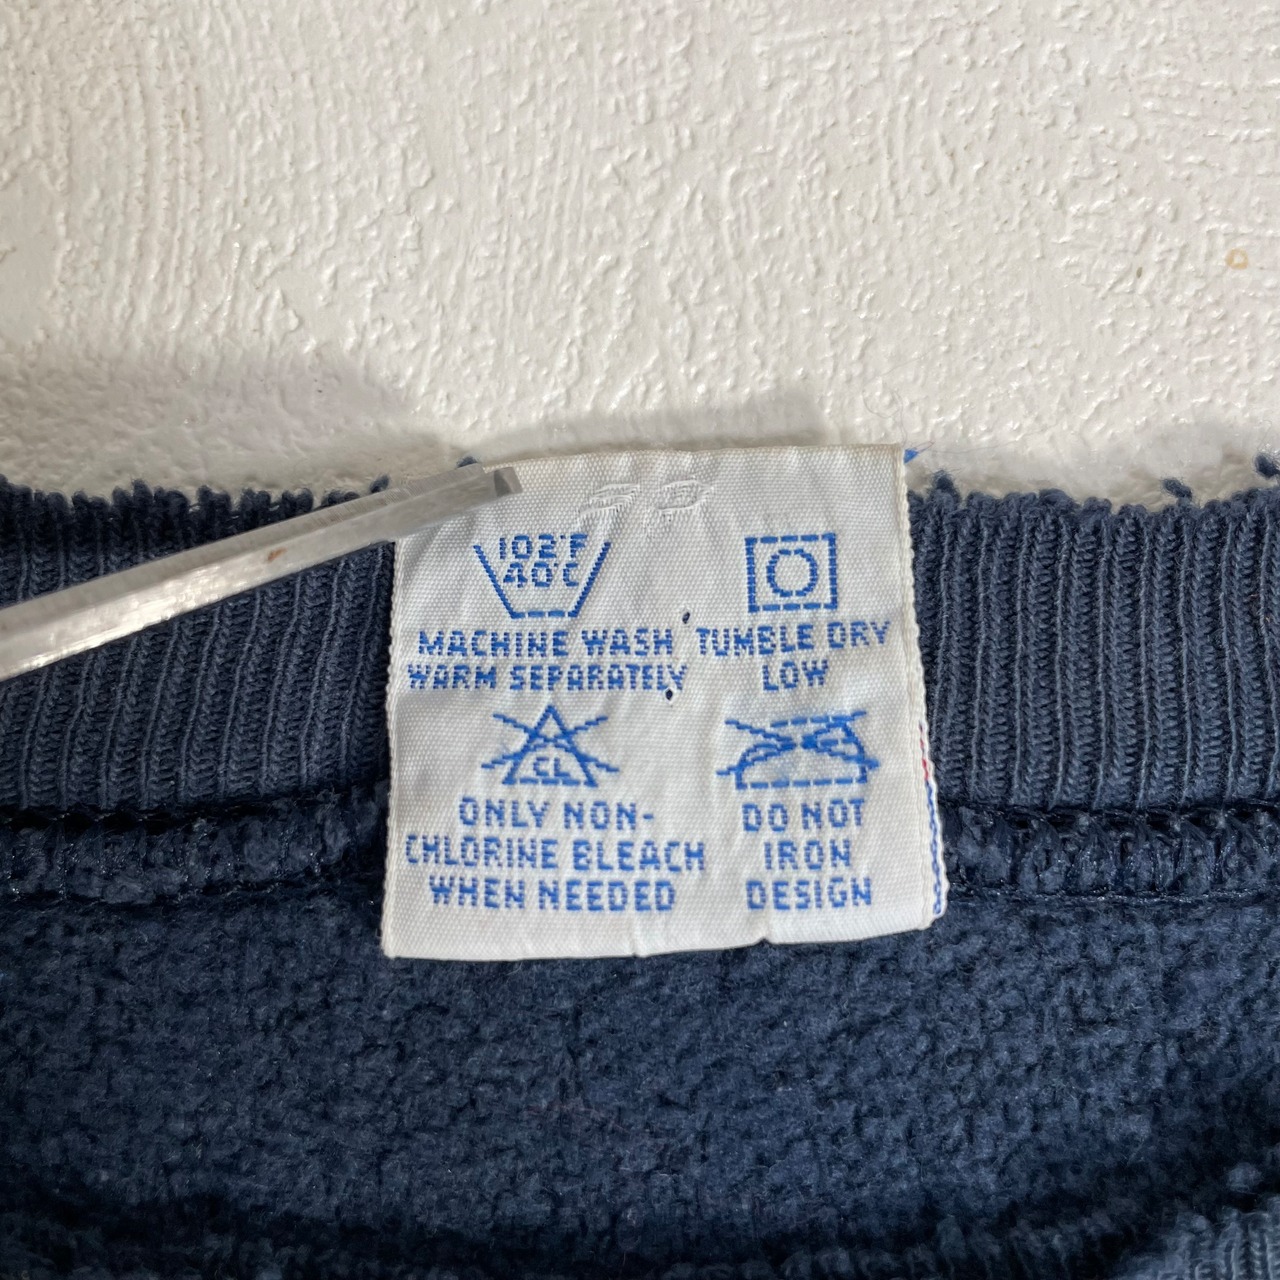 102°F
40°C
MACHINE WASH
WARM SEPARATELY
TUMBLE DRY
LOW
CL
ONLY NON-
CHLORINE BLEACH
WHEN NEEDED
DO NOT
IRON
DESIGN